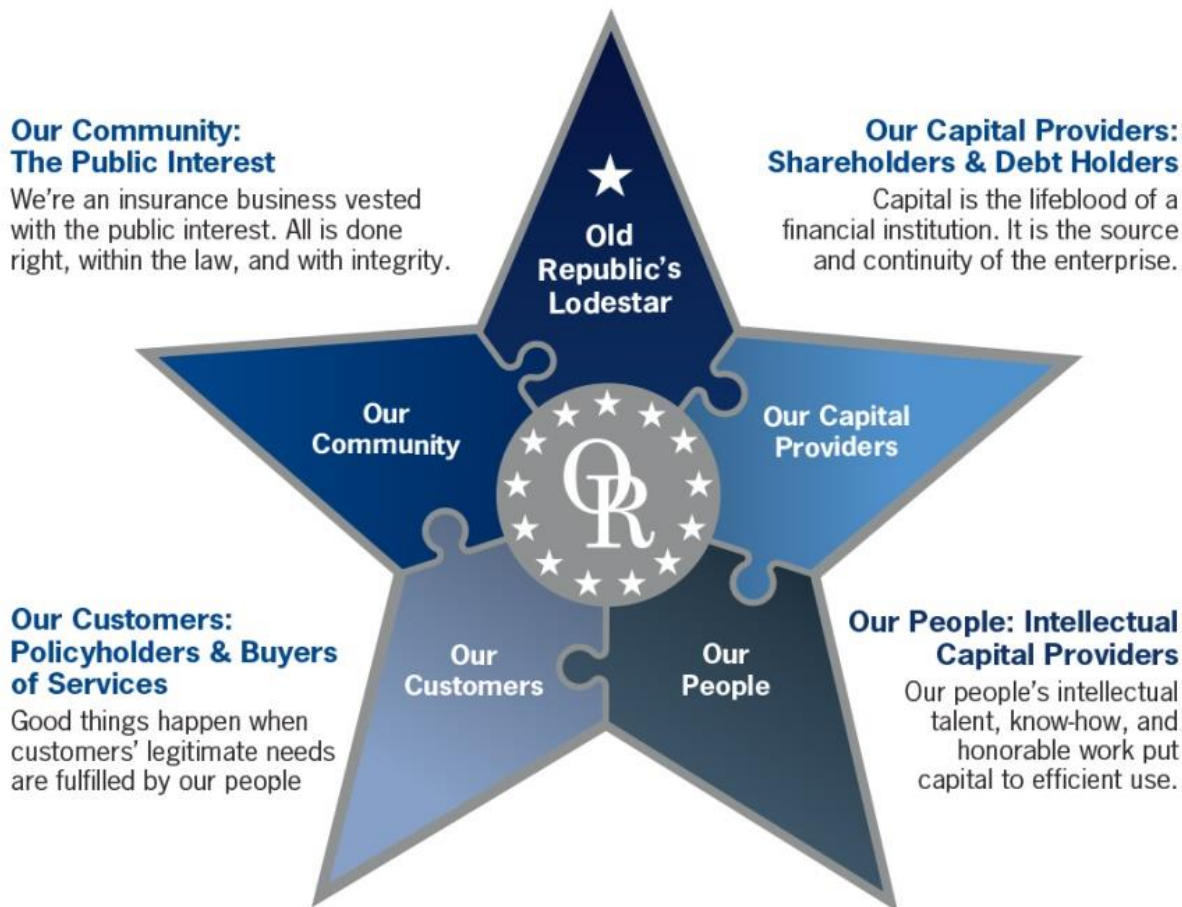 Our Community:
The Public Interest
We're an insurance business vested
with the public interest. All is done
right, within the law, and with integrity.
Our Capital Providers:
Shareholders & Debt Holders
Capital is the lifeblood of a
financial institution. It is the source
and continuity of the enterprise.
Old
Republic's
Lodestar
Our
Community
Our Capital
Providers
OR
Our
Customers
Our
People
Our Customers:
Policyholders & Buyers
of Services
Good things happen when
customers' legitimate needs
are fulfilled by our people
Our People: Intellectual
Capital Providers
Our people's intellectual
talent, know-how, and
honorable work put
capital to efficient use.